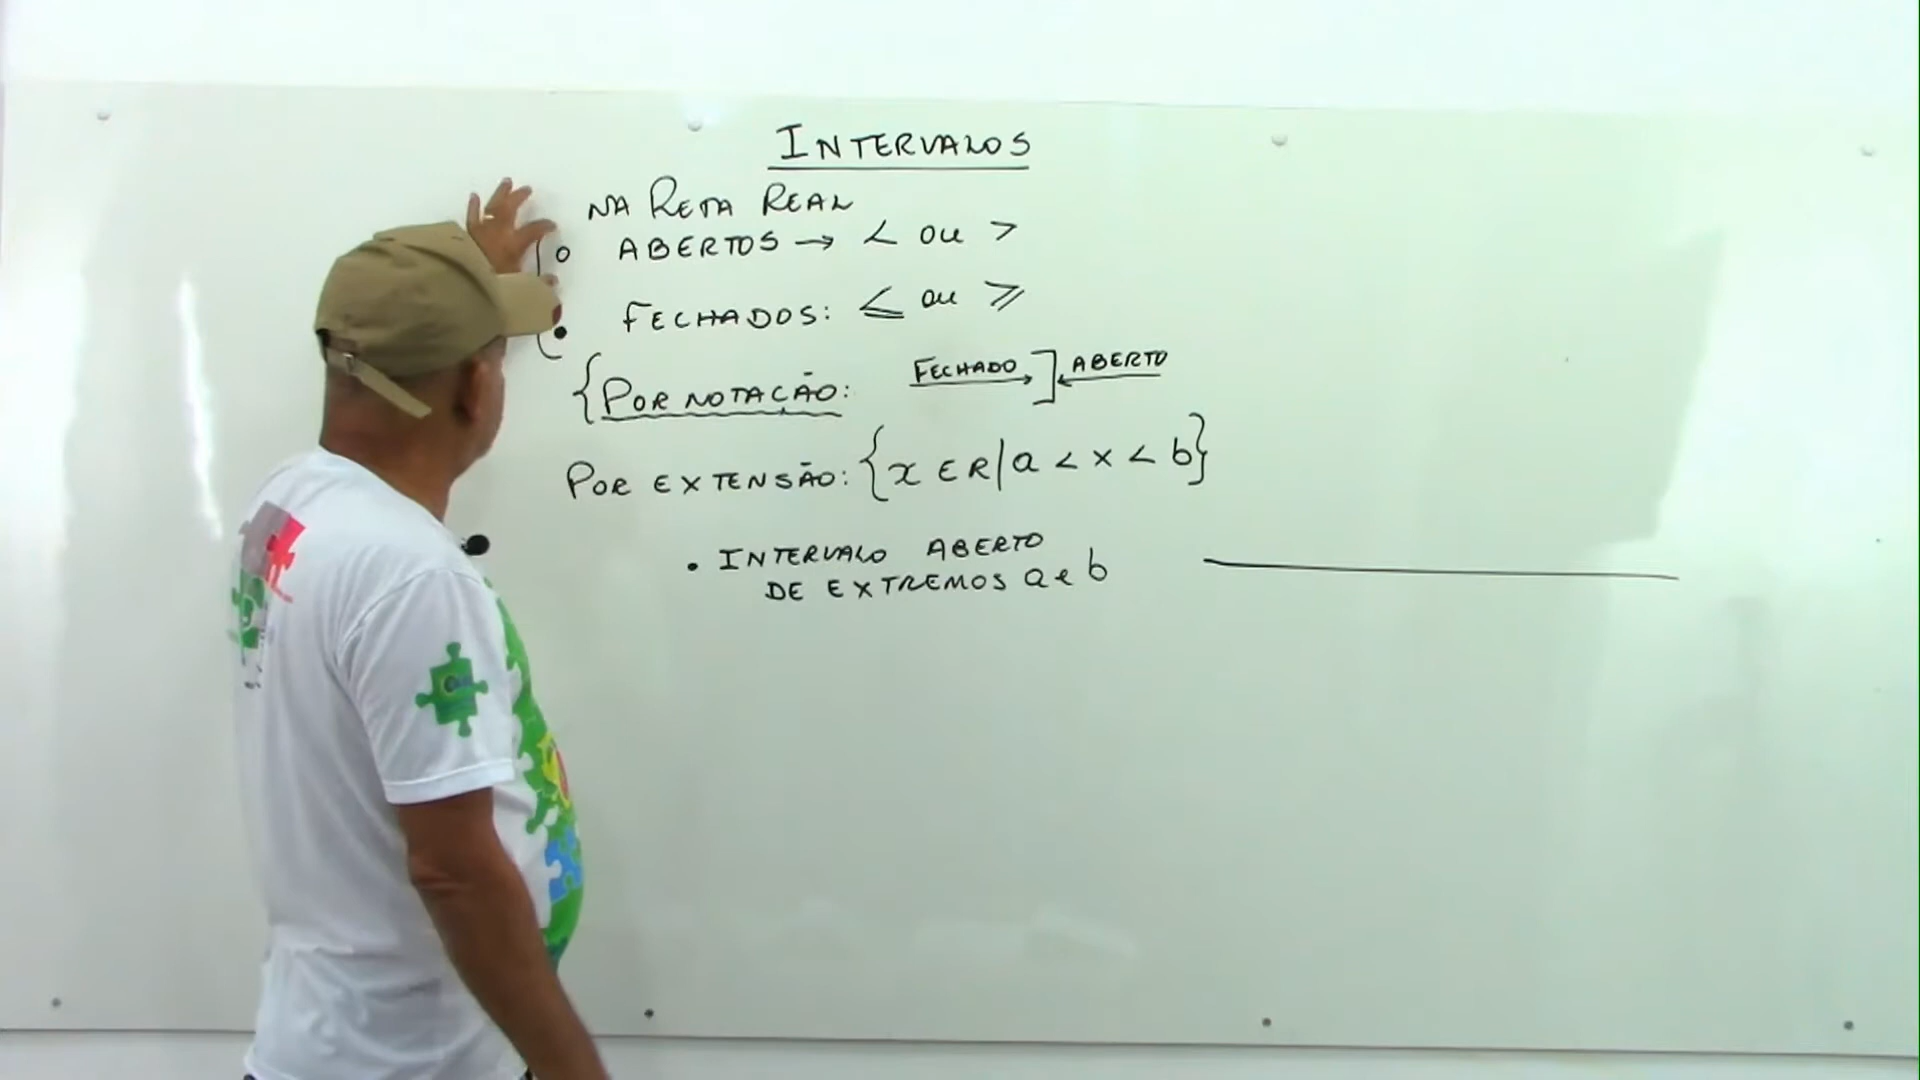 INTERVALOS
NA RETA REAL
o ABERTOS → < ou >
• FECHADOS: ≤ ou ≥
{POR NOTAÇÃO: FECHADO ] ABERTO
POR EXTENSÃO: {x ∈ R | a < x < b}
• INTERVALO ABERTO
DE EXTREMOS a e b